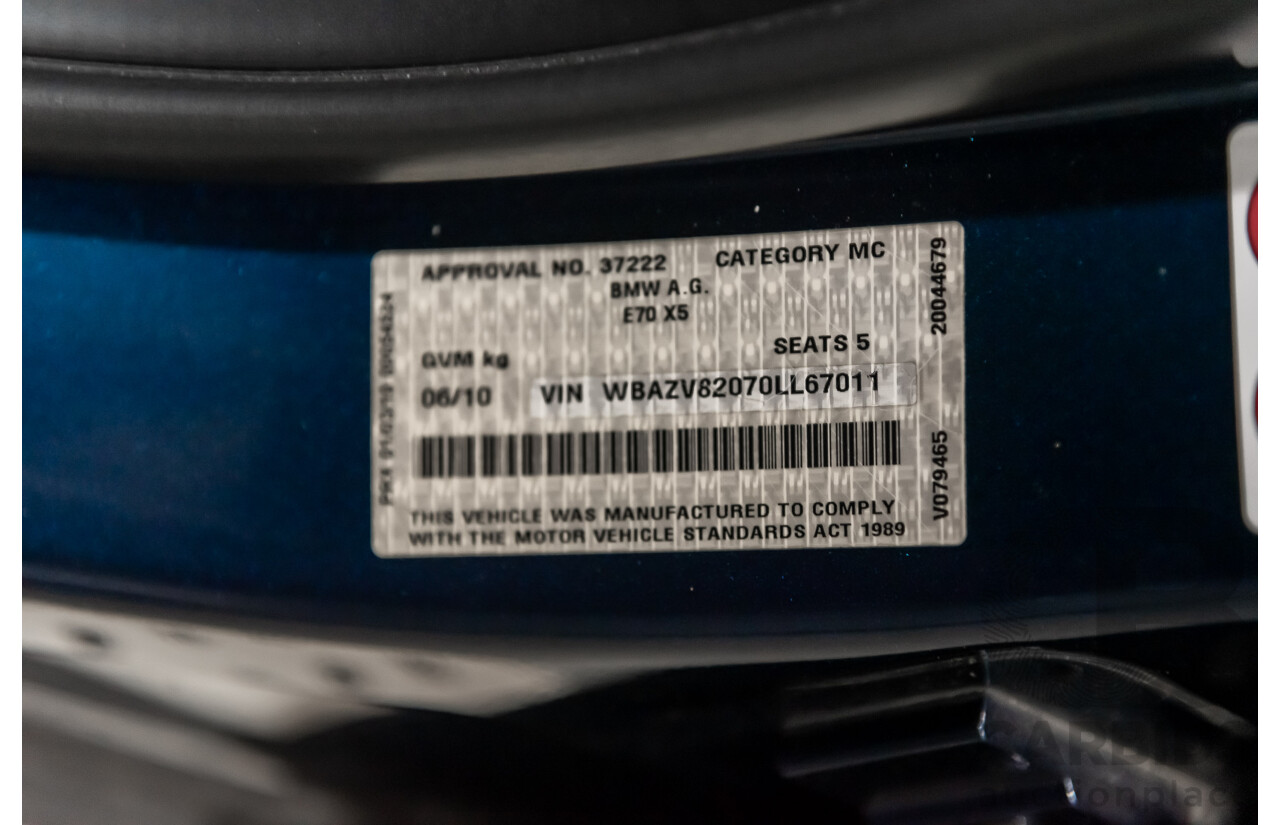 APPROVAL NO. 37222 CATEGORY MC
BMW A.G.
E70 X5
SEATS 5
GVM kg
06/10 VIN WBAZV82070LL67011
THIS VEHICLE WAS MANUFACTURED TO COMPLY
WITH THE MOTOR VEHICLE STANDARDS ACT 1989
20044679
V079465